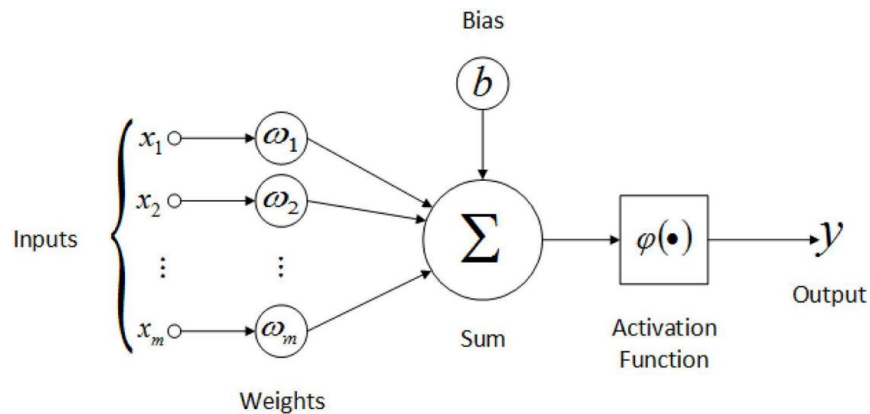 Bias
b
x₁ ω₁
x₂ ω₂
Inputs
⋮ ⋮
xₘ ωₘ
Σ
φ(•)
y
Output
Sum
Activation
Function
Weights